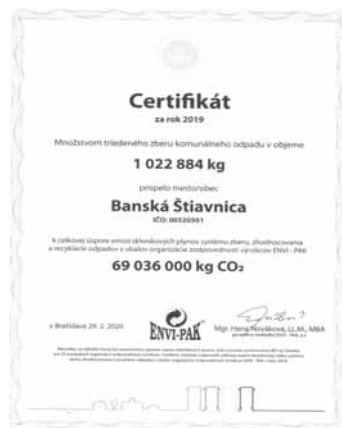 Certifikát
za rok 2019
Množstvom triedeného zberu komunálneho odpadu v objeme
1 022 884 kg
prispelo mesto/obec
Banská Štiavnica
IČO: 00320501
k celkovej úspore emisií skleníkových plynov systému zberu, zhodnocovania
a recyklácie odpadov z obalov organizácie zodpovednosti výrobcov ENVI - PAK
69 036 000 kg CO₂
v Bratislave 29. 2. 2020
ENVI-PAK
Mgr. Hana Nováková, LL.M., MBA